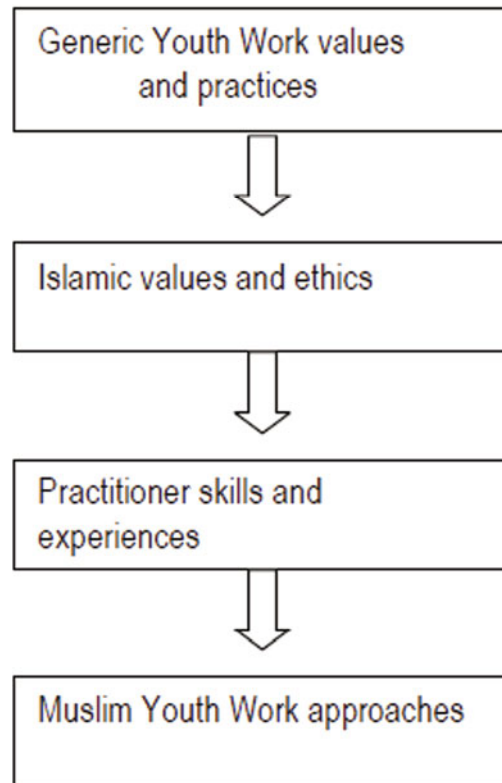 Generic Youth Work values
and practices
Islamic values and ethics
Practitioner skills and
experiences
Muslim Youth Work approaches